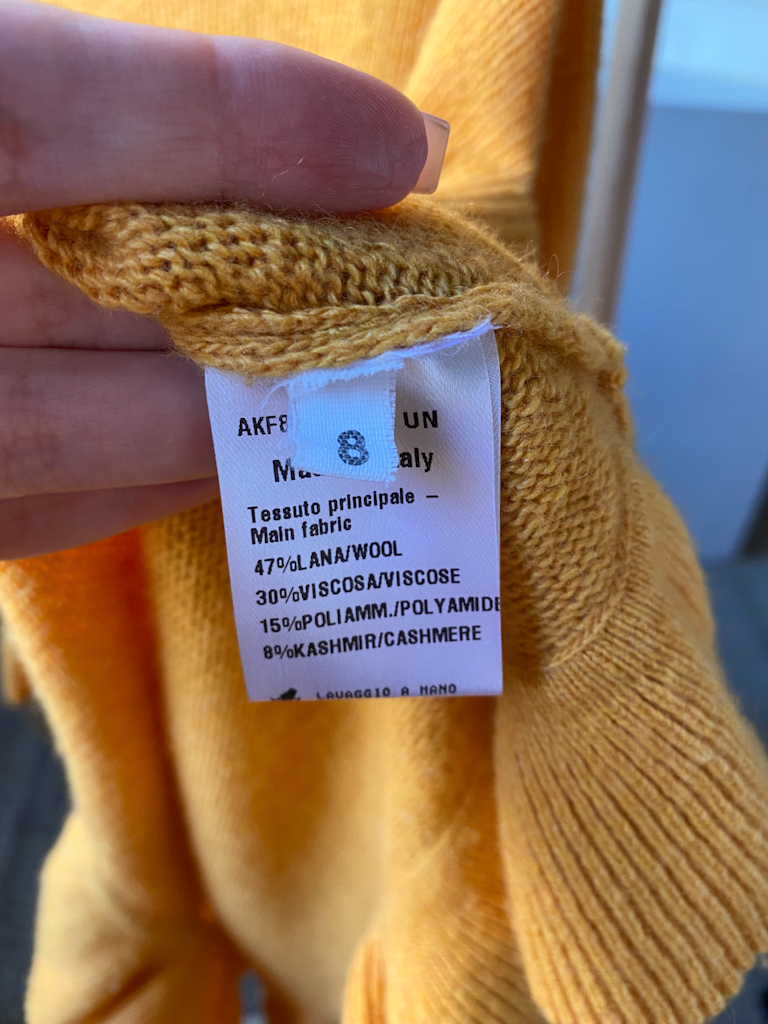 AKF8 UN
8
Ma aly
Tessuto principale –
Main fabric
47%LANA/WOOL
30%VISCOSA/VISCOSE
15%POLIAMM./POLYAMIDE
8%KASHMIR/CASHMERE
LAVAGGIO A MANO